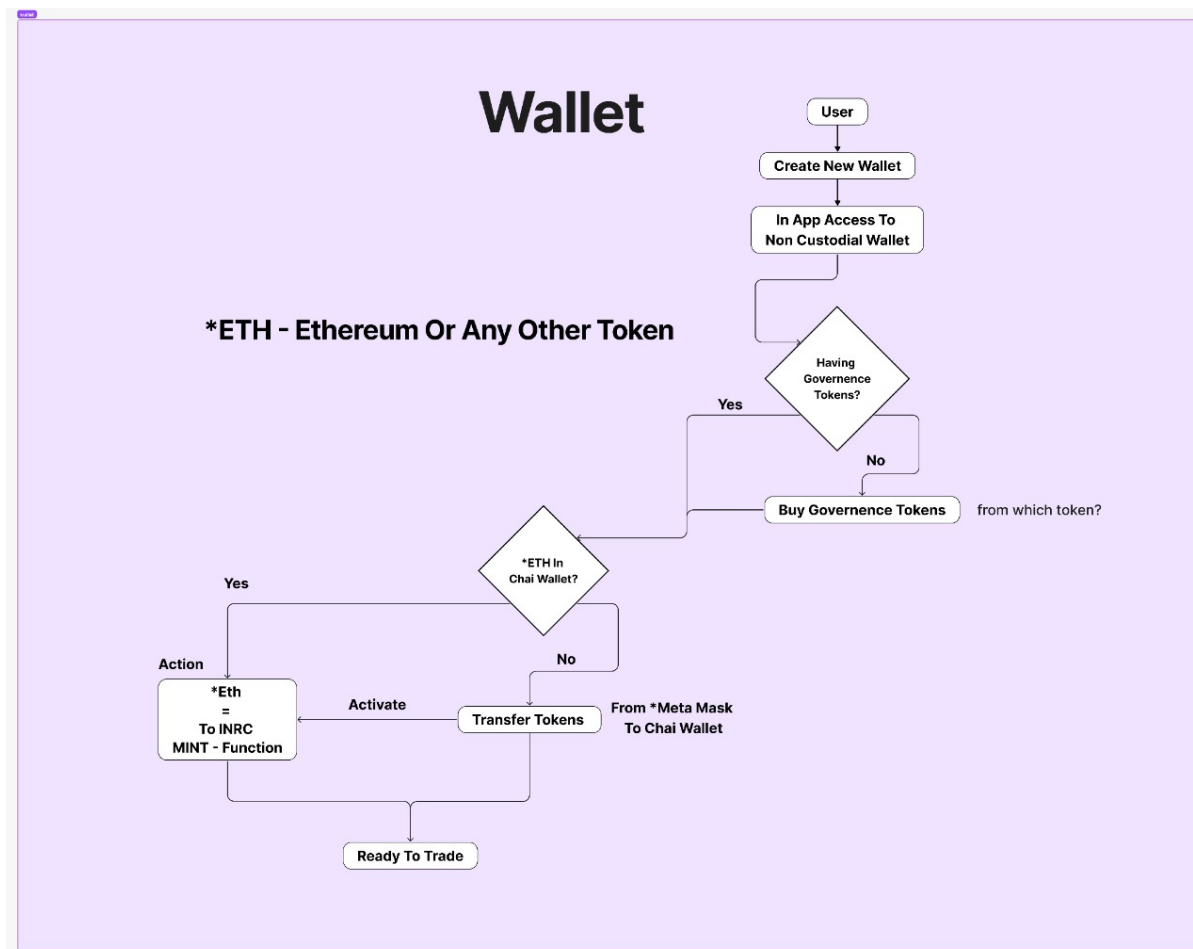 wallet
Wallet
User
Create New Wallet
In App Access To
Non Custodial Wallet
*ETH - Ethereum Or Any Other Token
Having
Governence
Tokens?
Yes
No
Buy Governence Tokens
from which token?
*ETH In
Chai Wallet?
Yes
No
Action
*Eth
=
To INRC
MINT - Function
Activate
Transfer Tokens
From *Meta Mask
To Chai Wallet
Ready To Trade